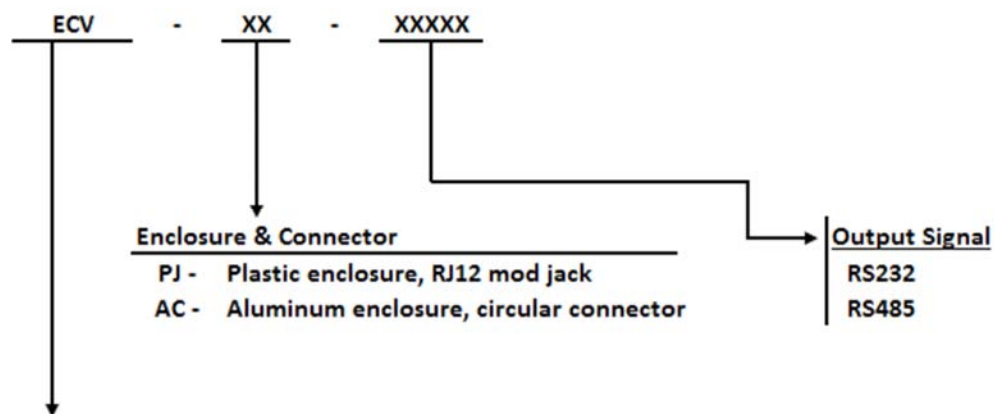 ECV - XX - XXXXX
Enclosure & Connector
PJ - Plastic enclosure, RJ12 mod jack
AC - Aluminum enclosure, circular connector
Output Signal
RS232
RS485